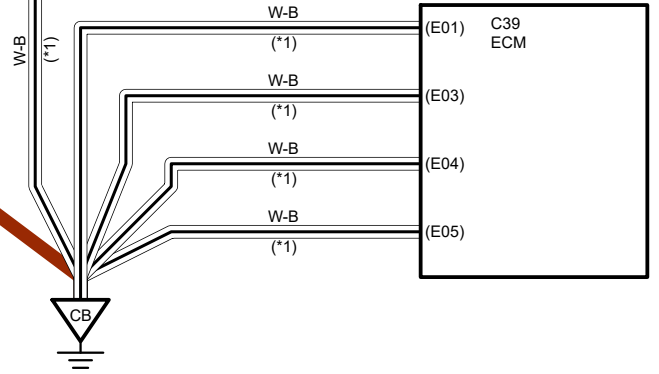 W-B
(*1)
W-B
(*1)
(E01)
C39
ECM
W-B
(*1)
(E03)
W-B
(*1)
(E04)
W-B
(*1)
(E05)
CB